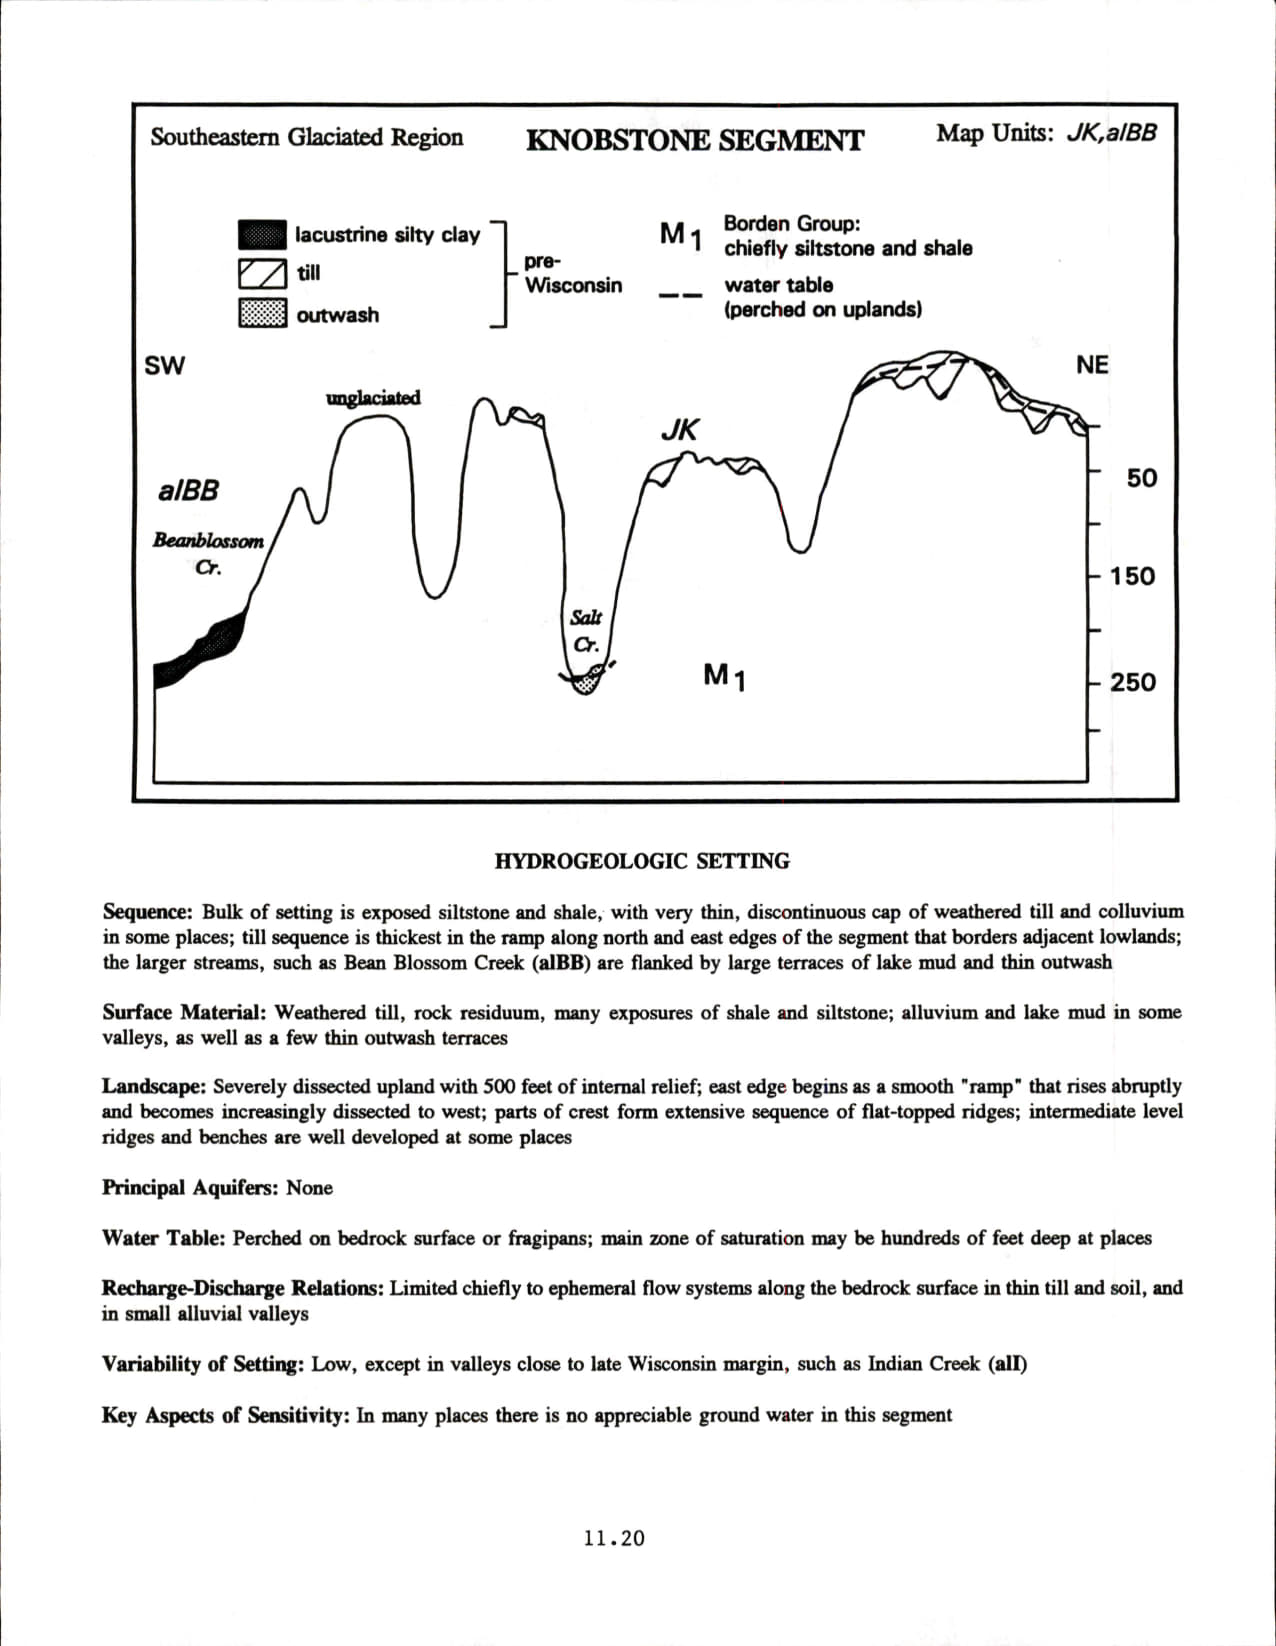 Southeastern Glaciated Region
KNOBSTONE SEGMENT
Map Units: JK,alBB
lacustrine silty clay
till
outwash
pre-
Wisconsin
M1
Borden Group:
chiefly siltstone and shale
water table
(perched on uplands)
SW
NE
unglaciated
JK
alBB
Beanblossom
Cr.
Salt
Cr.
M1
50
150
250
HYDROGEOLOGIC SETTING
Sequence: Bulk of setting is exposed siltstone and shale, with very thin, discontinuous cap of weathered till and colluvium
in some places; till sequence is thickest in the ramp along north and east edges of the segment that borders adjacent lowlands;
the larger streams, such as Bean Blossom Creek (alBB) are flanked by large terraces of lake mud and thin outwash
Surface Material: Weathered till, rock residuum, many exposures of shale and siltstone; alluvium and lake mud in some
valleys, as well as a few thin outwash terraces
Landscape: Severely dissected upland with 500 feet of internal relief; east edge begins as a smooth "ramp" that rises abruptly
and becomes increasingly dissected to west; parts of crest form extensive sequence of flat-topped ridges; intermediate level
ridges and benches are well developed at some places
Principal Aquifers: None
Water Table: Perched on bedrock surface or fragipans; main zone of saturation may be hundreds of feet deep at places
Recharge-Discharge Relations: Limited chiefly to ephemeral flow systems along the bedrock surface in thin till and soil, and
in small alluvial valleys
Variability of Setting: Low, except in valleys close to late Wisconsin margin, such as Indian Creek (alI)
Key Aspects of Sensitivity: In many places there is no appreciable ground water in this segment
11.20